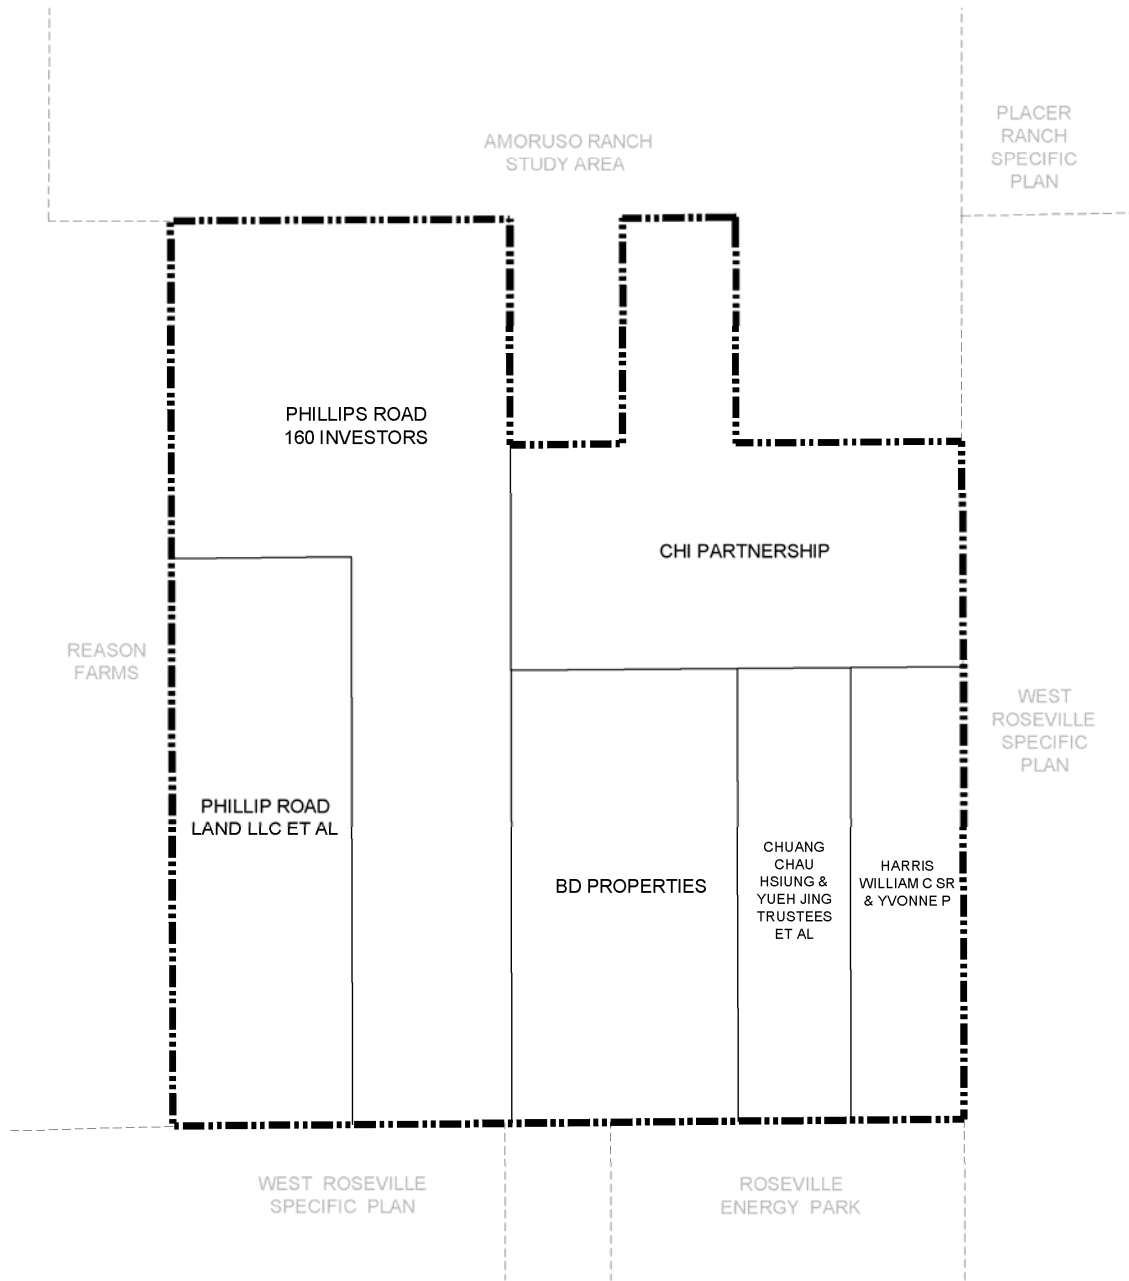 PLACER
RANCH
SPECIFIC
PLAN
AMORUSO RANCH
STUDY AREA
PHILLIPS ROAD
160 INVESTORS
CHI PARTNERSHIP
REASON
FARMS
WEST
ROSEVILLE
SPECIFIC
PLAN
PHILLIP ROAD
LAND LLC ET AL
BD PROPERTIES
CHUANG
CHAU
HSIUNG &
YUEH JING
TRUSTEES
ET AL
HARRIS
WILLIAM C SR
& YVONNE P
WEST ROSEVILLE
SPECIFIC PLAN
ROSEVILLE
ENERGY PARK